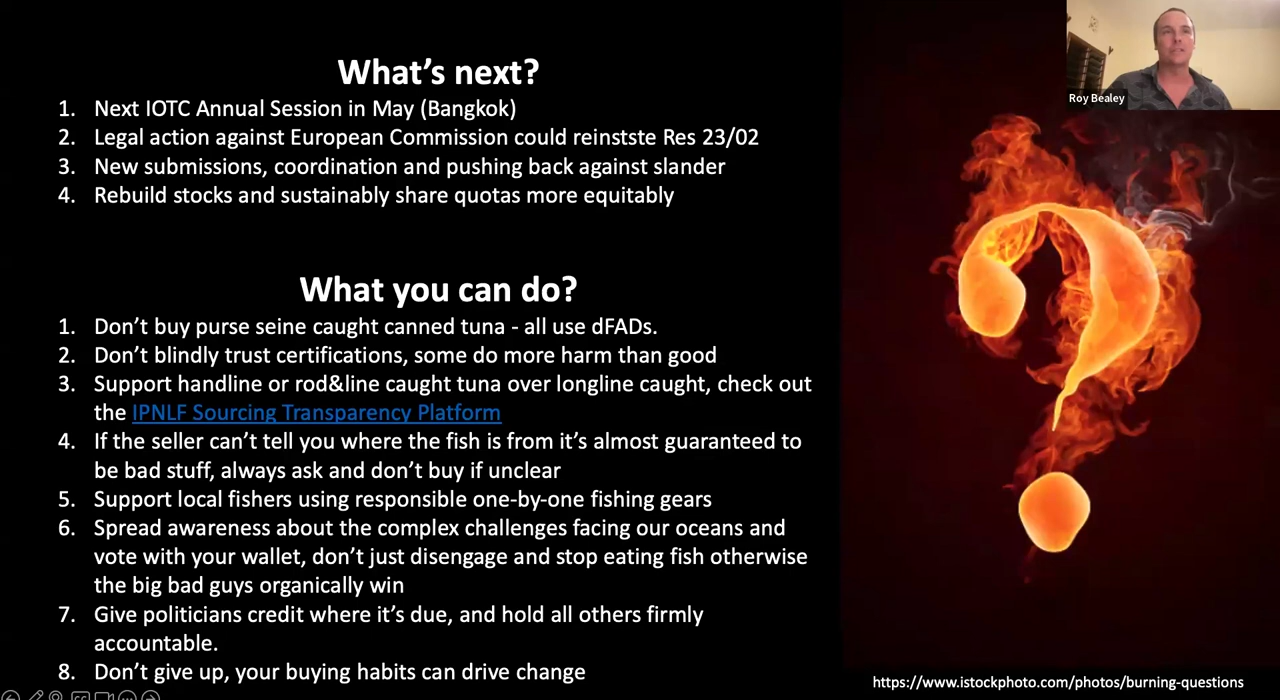 What's next?
1. Next IOTC Annual Session in May (Bangkok)
2. Legal action against European Commission could reinstste Res 23/02
3. New submissions, coordination and pushing back against slander
4. Rebuild stocks and sustainably share quotas more equitably
What you can do?
1. Don't buy purse seine caught canned tuna - all use dFADs.
2. Don't blindly trust certifications, some do more harm than good
3. Support handline or rod&line caught tuna over longline caught, check out
the IPNLF Sourcing Transparency Platform
4. If the seller can't tell you where the fish is from it's almost guaranteed to
be bad stuff, always ask and don't buy if unclear
5. Support local fishers using responsible one-by-one fishing gears
6. Spread awareness about the complex challenges facing our oceans and
vote with your wallet, don't just disengage and stop eating fish otherwise
the big bad guys organically win
7. Give politicians credit where it's due, and hold all others firmly
accountable.
8. Don't give up, your buying habits can drive change
Roy Bealey
https://www.istockphoto.com/photos/burning-questions